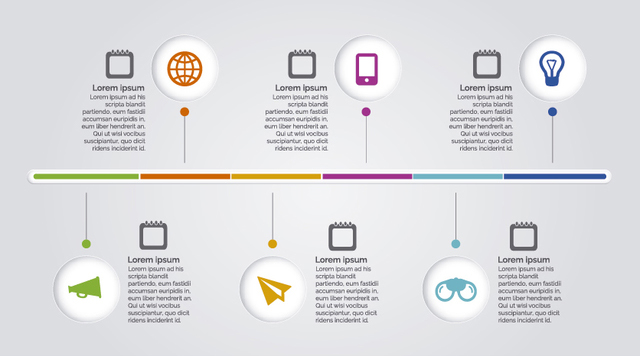 Lorem ipsum
Lorem ipsum ad his
scripta blandit
partiendo, eum fastidii
accumsan euripidis in,
eum liber hendrerit an.
Qui ut wisi vocibus
suscipiantur, quo dicit
ridens inciderint id.
Lorem ipsum
Lorem ipsum ad his
scripta blandit
partiendo, eum fastidii
accumsan euripidis in,
eum liber hendrerit an.
Qui ut wisi vocibus
suscipiantur, quo dicit
ridens inciderint id.
Lorem ipsum
Lorem ipsum ad his
scripta blandit
partiendo, eum fastidii
accumsan euripidis in,
eum liber hendrerit an.
Qui ut wisi vocibus
suscipiantur, quo dicit
ridens inciderint id.
Lorem ipsum
Lorem ipsum ad his
scripta blandit
partiendo, eum fastidii
accumsan euripidis in,
eum liber hendrerit an.
Qui ut wisi vocibus
suscipiantur, quo dicit
ridens inciderint id.
Lorem ipsum
Lorem ipsum ad his
scripta blandit
partiendo, eum fastidii
accumsan euripidis in,
eum liber hendrerit an.
Qui ut wisi vocibus
suscipiantur, quo dicit
ridens inciderint id.
Lorem ipsum
Lorem ipsum ad his
scripta blandit
partiendo, eum fastidii
accumsan euripidis in,
eum liber hendrerit an.
Qui ut wisi vocibus
suscipiantur, quo dicit
ridens inciderint id.